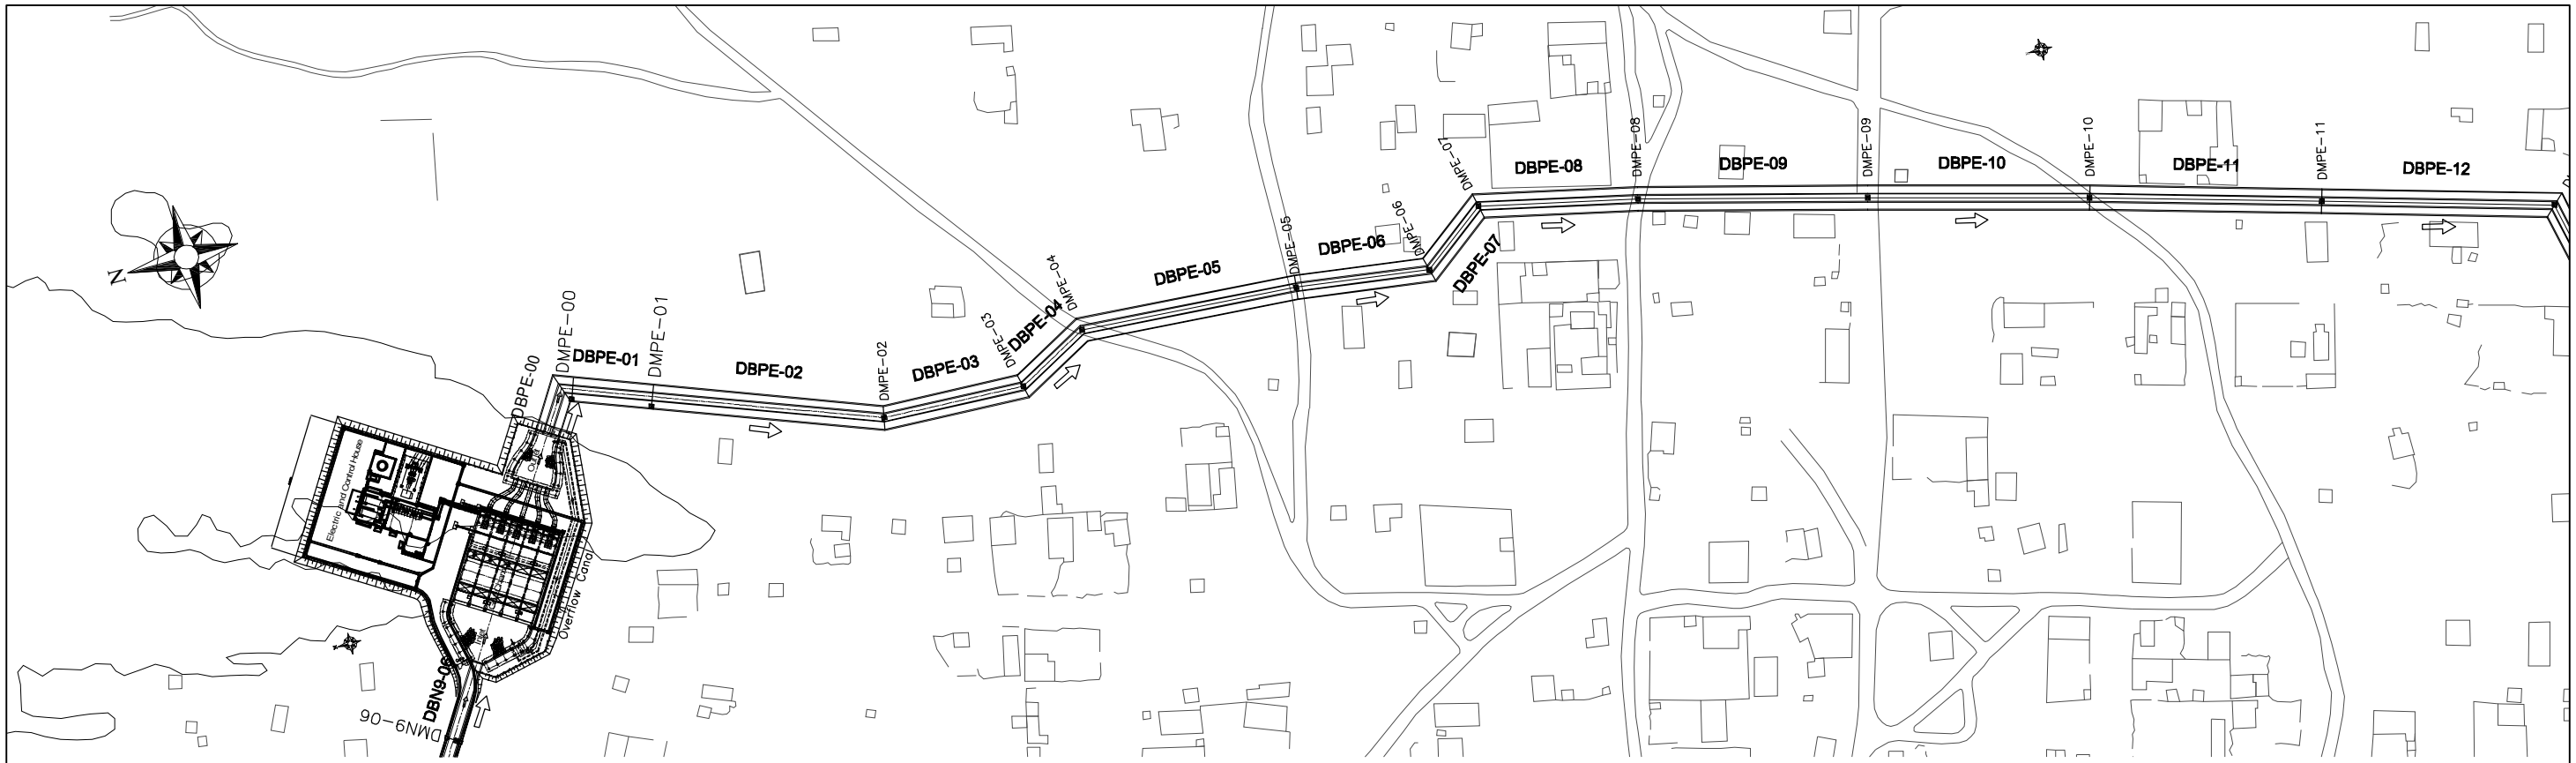 DMPE-08
DMPE-09
DMPE-10
DMPE-11
DMPE-07
DBPE-08
DBPE-09
DBPE-10
DBPE-11
DBPE-12
DMPE-05
DBPE-06
DMPE-06
DBPE-07
DBPE-05
DMPE-04
N
DMPE-03
DBPE-04
DBPE-00
DMPE-00
DBPE-01
DMPE-01
DBPE-02
DMPE-02
DBPE-03
Electric and Control House
Outlet
Overflow Canal
Inlet
DBN9-06
DMN9-06